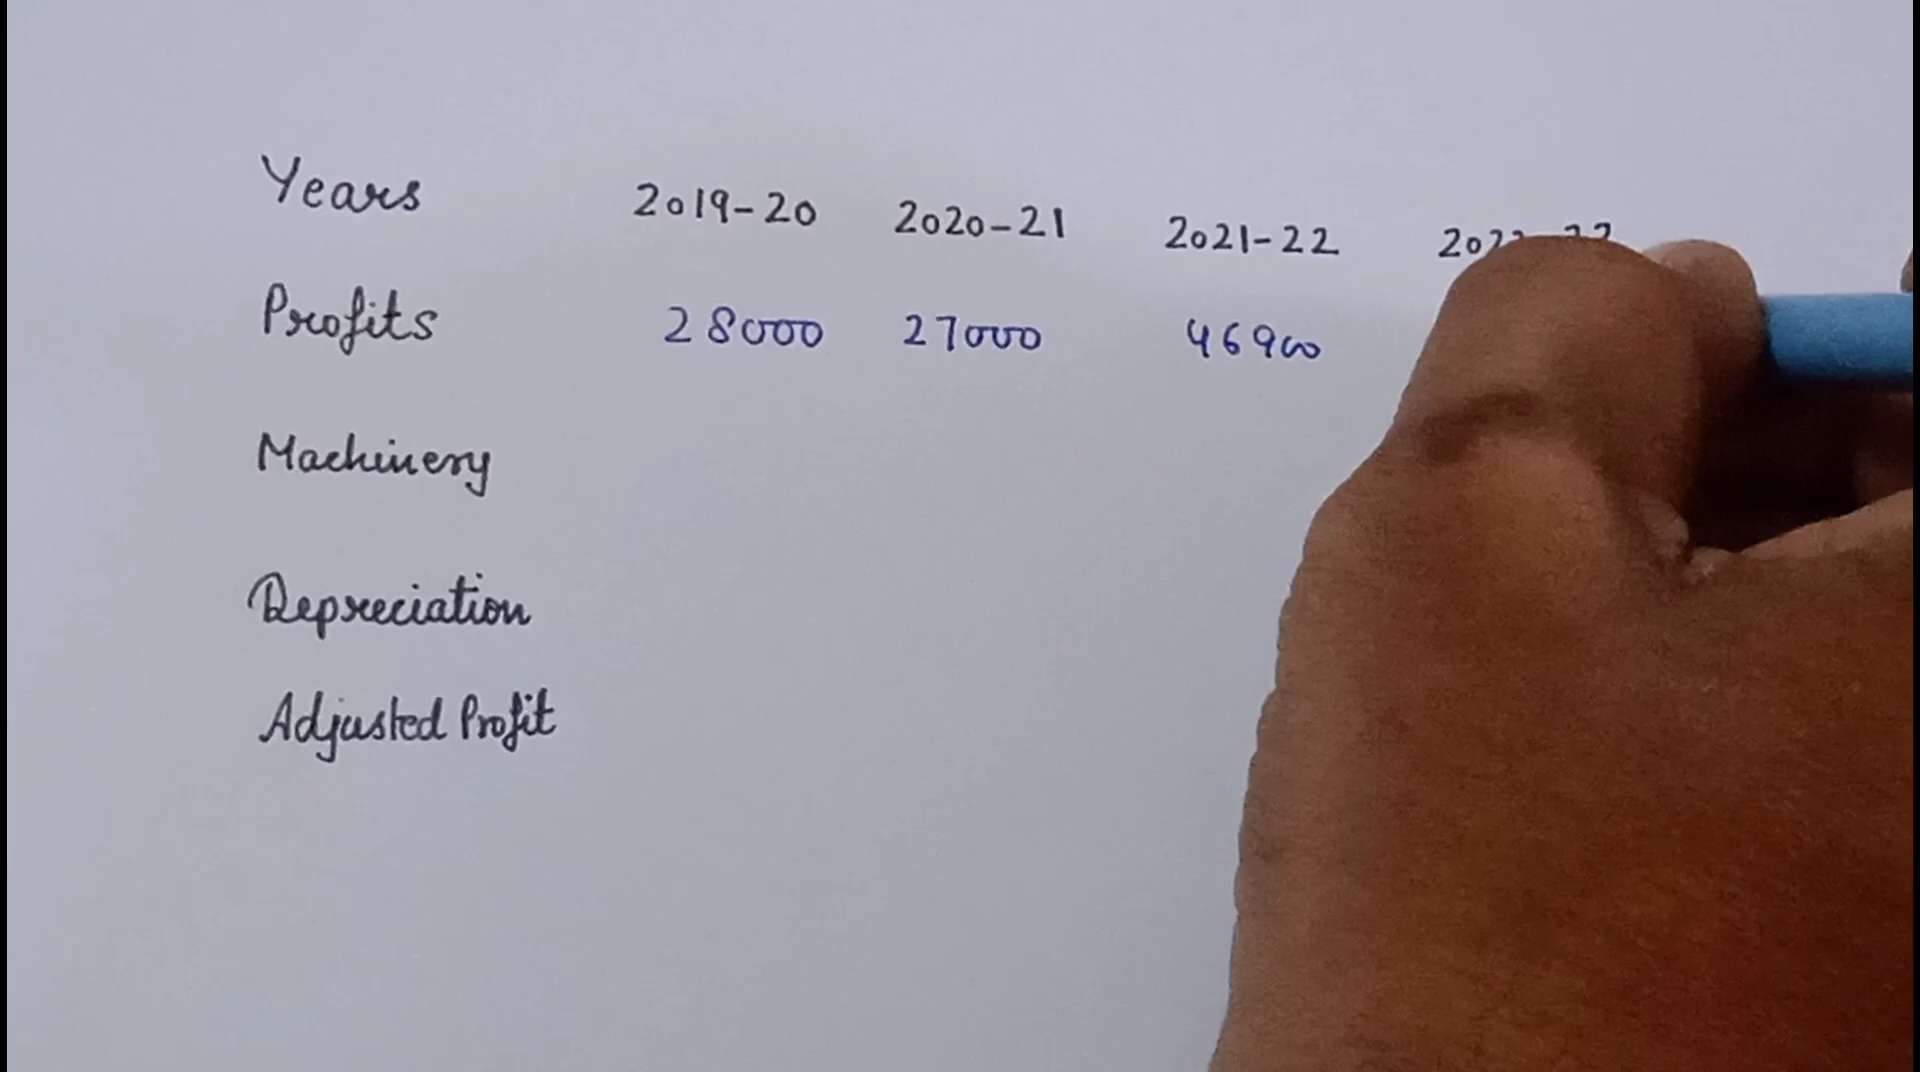 Years 2019-20 2020-21 2021-22
Profits 28000 27000 46900
Machinery
Depreciation
Adjusted Profit